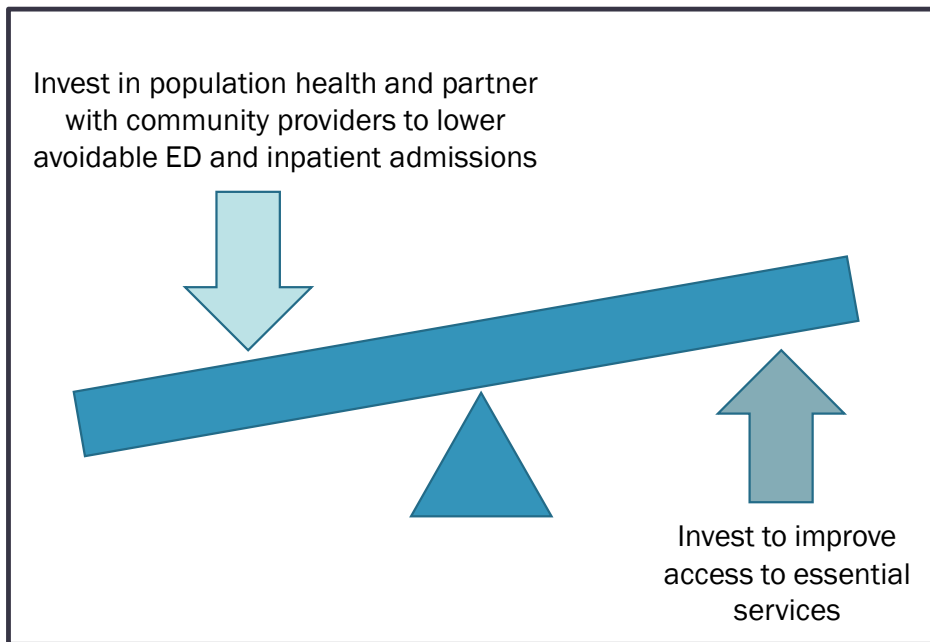 Invest in population health and partner
with community providers to lower
avoidable ED and inpatient admissions
Invest to improve
access to essential
services